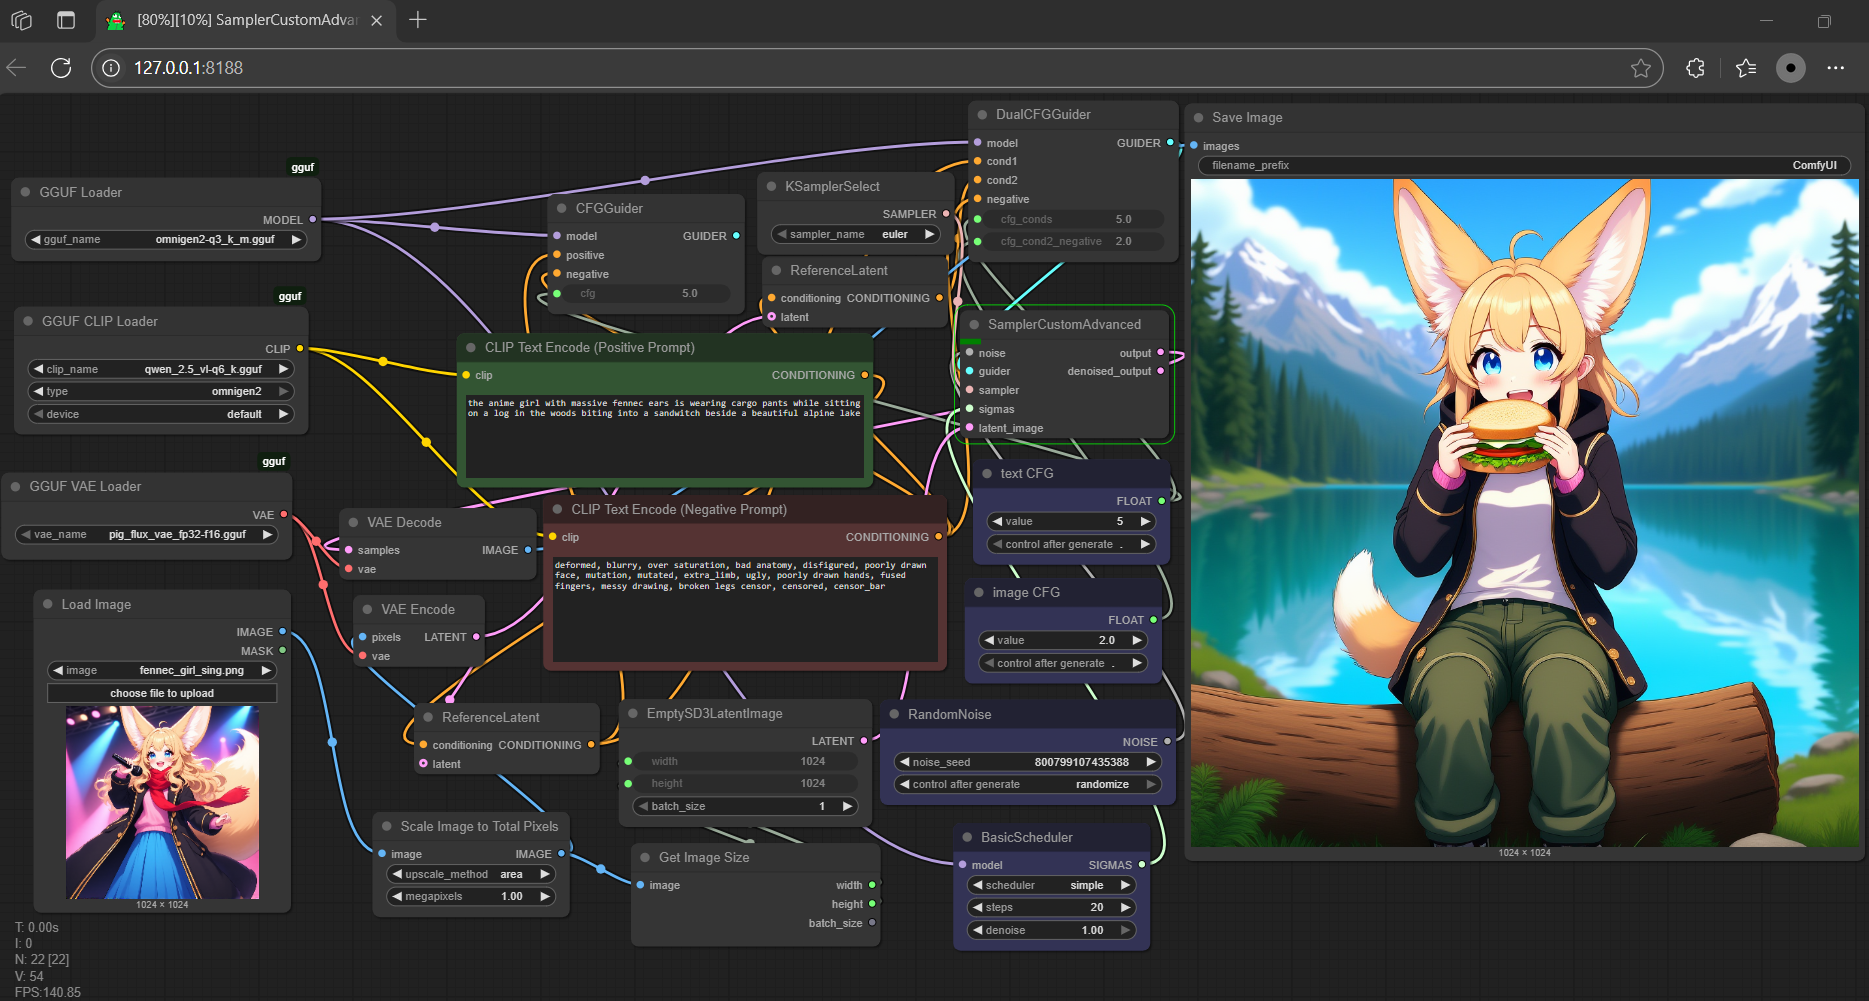 [80%][10%] SamplerCustomAdva
127.0.0.1:8188
gguf
GGUF Loader
MODEL
gguf_name omnigen2-q3_k_m.gguf
gguf
GGUF CLIP Loader
CLIP
clip_name qwen_2.5_vl-q6_k.gguf
type omnigen2
device default
gguf
GGUF VAE Loader
VAE
vae_name pig_flux_vae_fp32-f16.gguf
Load Image
IMAGE
MASK
image fennec_girl_sing.png
choose file to upload
1024 × 1024
T: 0.00s
I: 0
N: 22 [22]
V: 54
FPS:140.85
VAE Decode
samples IMAGE
vae
VAE Encode
pixels LATENT
vae
ReferenceLatent
conditioning CONDITIONING
latent
Scale Image to Total Pixels
image IMAGE
upscale_method area
megapixels 1.00
CFGGuider
model GUIDER
positive
negative
cfg 5.0
CLIP Text Encode (Positive Prompt)
clip CONDITIONING
the anime girl with massive fennec ears is wearing cargo pants while sitting
on a log in the woods biting into a sandwitch beside a beautiful alpine lake
CLIP Text Encode (Negative Prompt)
clip CONDITIONING
deformed, blurry, over saturation, bad anatomy, disfigured, poorly drawn
face, mutation, mutated, extra_limb, ugly, poorly drawn hands, fused
fingers, messy drawing, broken legs censor, censored, censor_bar
EmptySD3LatentImage
LATENT
width 1024
height 1024
batch_size 1
Get Image Size
image width
height
batch_size
KSamplerSelect
SAMPLER
sampler_name euler
ReferenceLatent
conditioning CONDITIONING
latent
DualCFGGuider
model GUIDER
cond1
cond2
negative
cfg_conds 5.0
cfg_cond2_negative 2.0
SamplerCustomAdvanced
noise output
guider denoised_output
sampler
sigmas
latent_image
text CFG
FLOAT
value 5
control after generate .
image CFG
FLOAT
value 2.0
control after generate .
RandomNoise
NOISE
noise_seed 800799107435388
control after generate randomize
BasicScheduler
model SIGMAS
scheduler simple
steps 20
denoise 1.00
Save Image
images
filename_prefix ComfyUI
1024 × 1024